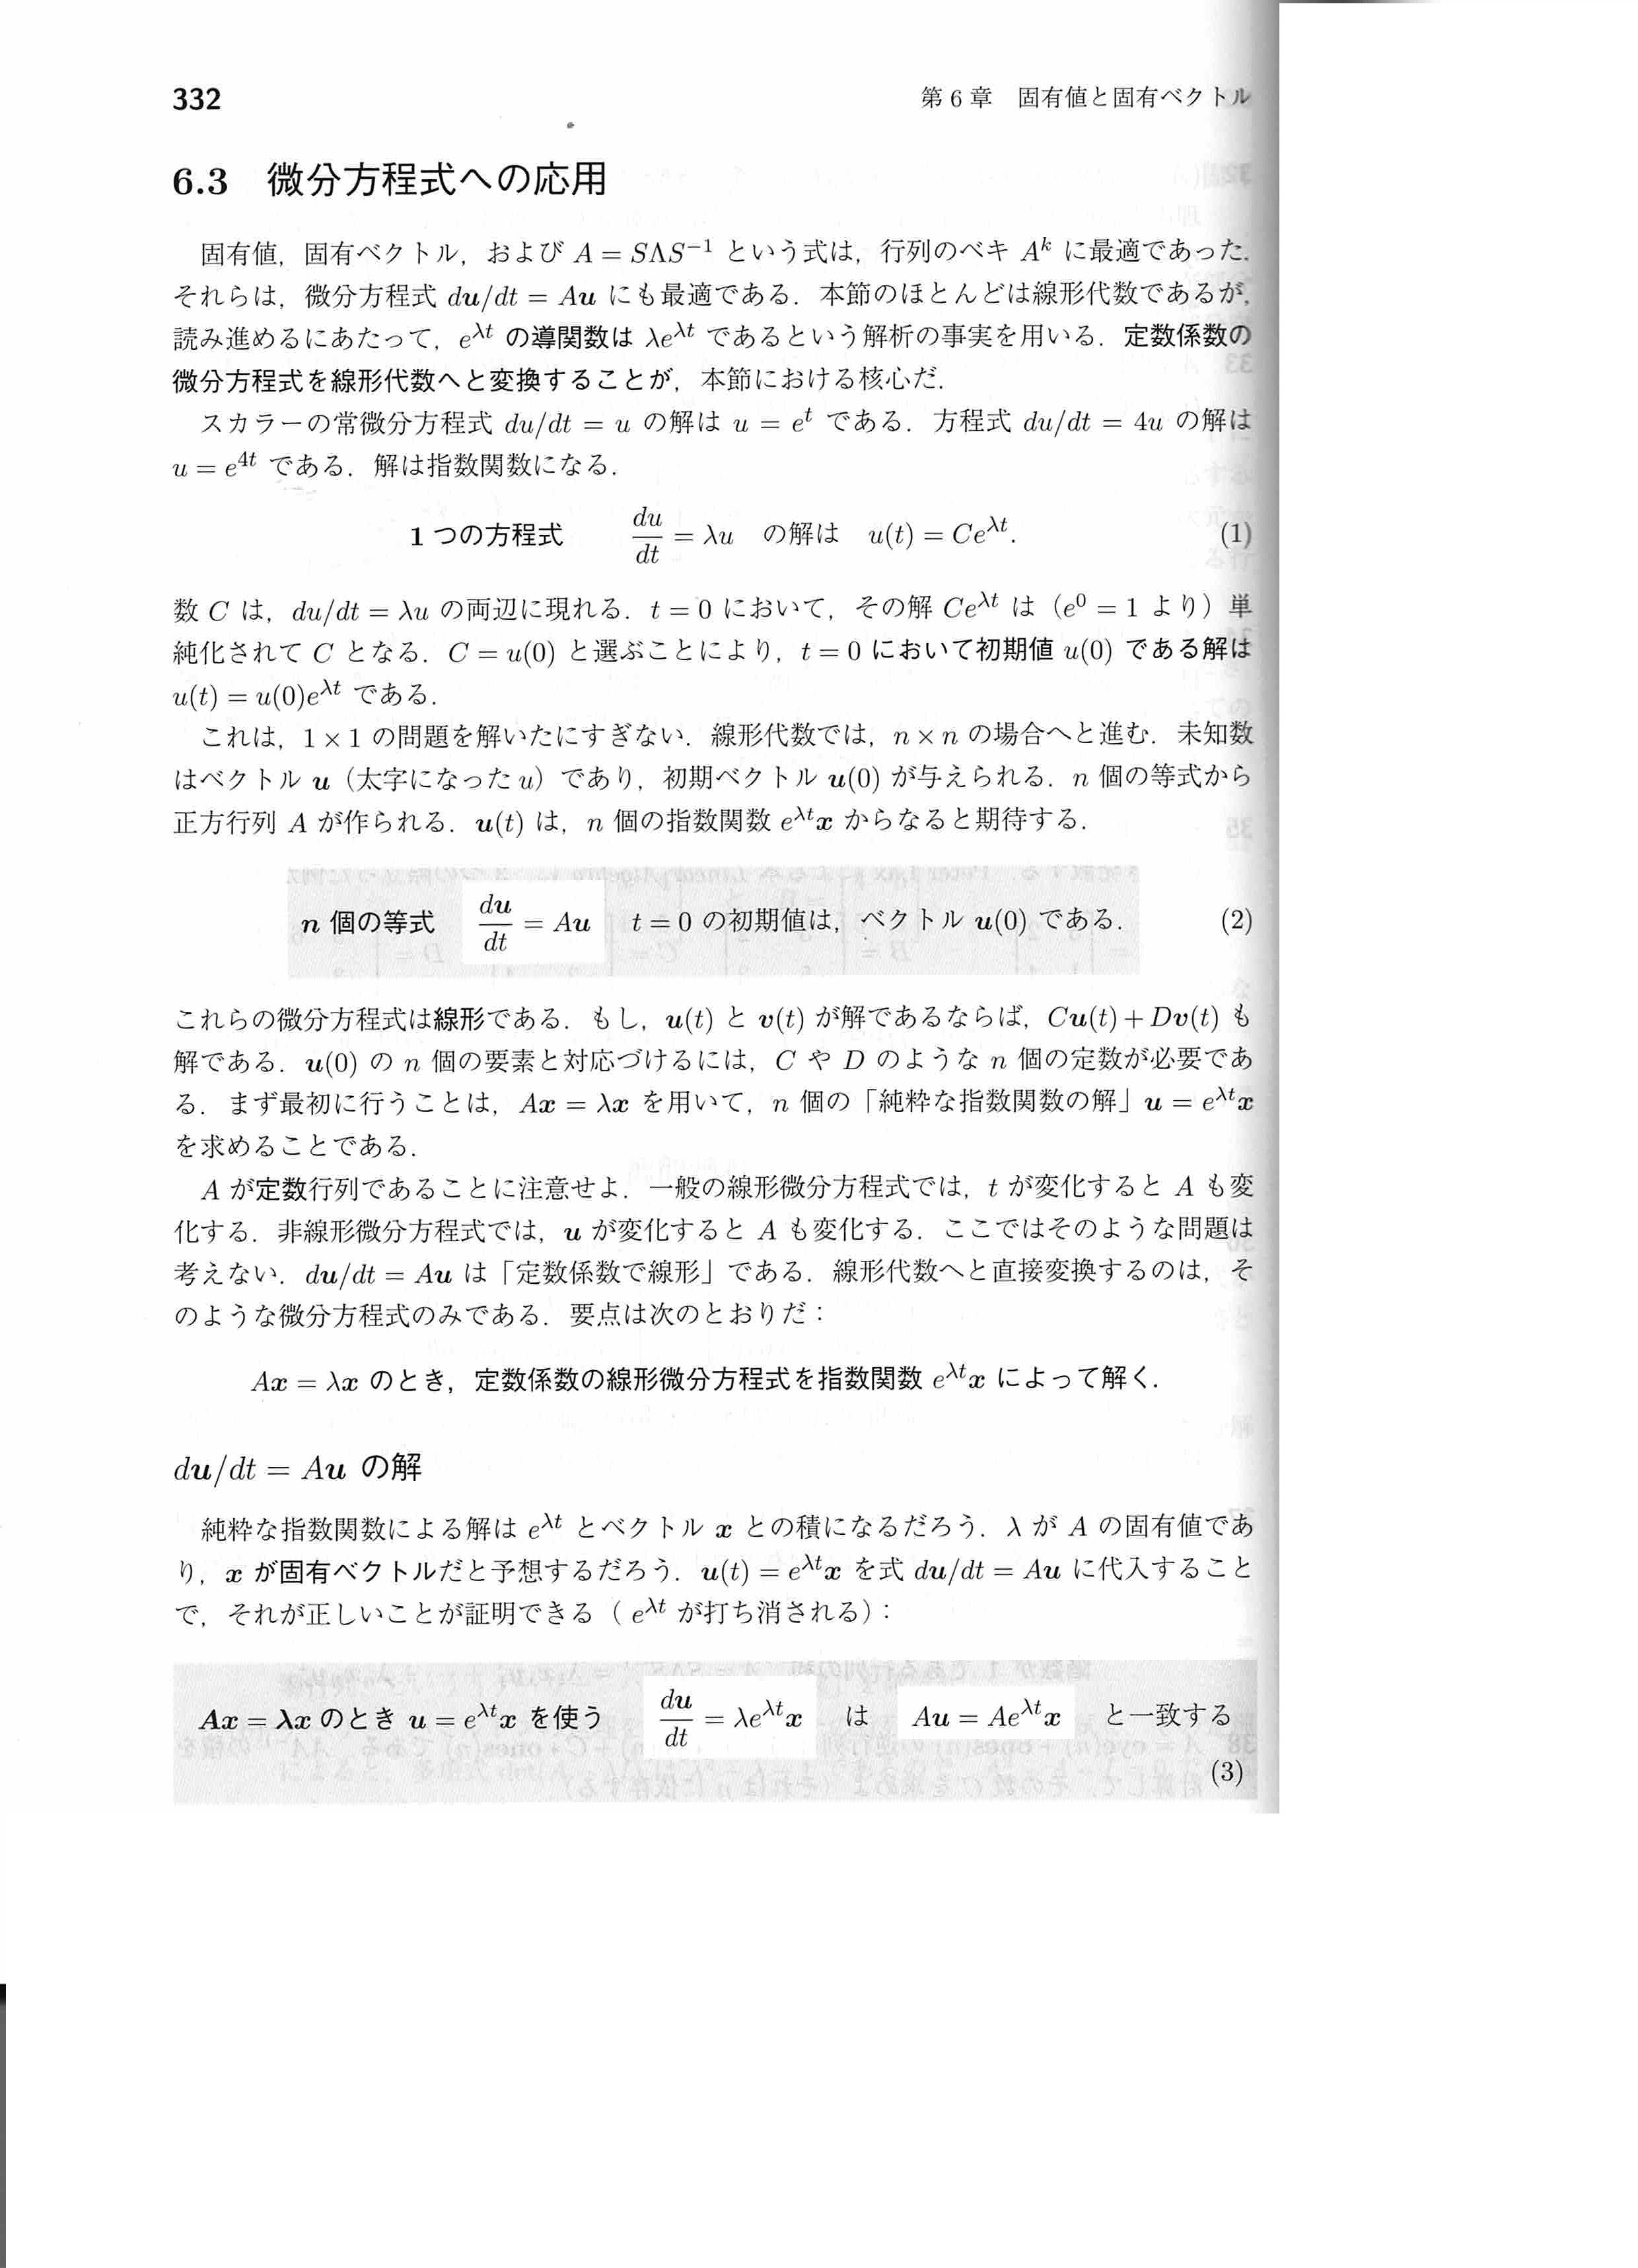 332
第 6 章　固有値と固有ベクトル
6.3　微分方程式への応用
固有値，固有ベクトル，および A = SΛS⁻¹ という式は，行列のベキ Aᵏ に最適であった．
それらは，微分方程式 du/dt = Au にも最適である．本節のほとんどは線形代数であるが，
読み進めるにあたって，e^{λt} の導関数は λe^{λt} であるという解析の事実を用いる．定数係数の
微分方程式を線形代数へと変換することが，本節における核心だ．
スカラーの常微分方程式 du/dt = u の解は u = e^t である．方程式 du/dt = 4u の解は
u = e^{4t} である．解は指数関数になる．
1 つの方程式　du/dt = λu　の解は　u(t) = Ce^{λt}.　(1)
数 C は，du/dt = λu の両辺に現れる．t = 0 において，その解 Ce^{λt} は（e⁰ = 1 より）単
純化されて C となる．C = u(0) と選ぶことにより，t = 0 において初期値 u(0) である解は
u(t) = u(0)e^{λt} である．
これは，1 × 1 の問題を解いたにすぎない．線形代数では，n × n の場合へと進む．未知数
はベクトル u（太字になった u）であり，初期ベクトル u(0) が与えられる．n 個の等式から
正方行列 A が作られる．u(t) は，n 個の指数関数 e^{λt}x からなると期待する．
n 個の等式　du/dt = Au　t = 0 の初期値は，ベクトル u(0) である．　(2)
これらの微分方程式は線形である．もし，u(t) と v(t) が解であるならば，Cu(t) + Dv(t) も
解である．u(0) の n 個の要素と対応づけるには，C や D のような n 個の定数が必要であ
る．まず最初に行うことは，Ax = λx を用いて，n 個の「純粋な指数関数の解」u = e^{λt}x
を求めることである．
A が定数行列であることに注意せよ．一般の線形微分方程式では，t が変化すると A も変
化する．非線形微分方程式では，u が変化すると A も変化する．ここではそのような問題は
考えない．du/dt = Au は「定数係数で線形」である．線形代数へと直接変換するのは，そ
のような微分方程式のみである．要点は次のとおりだ：
Ax = λx のとき，定数係数の線形微分方程式を指数関数 e^{λt}x によって解く．
du/dt = Au の解
純粋な指数関数による解は e^{λt} とベクトル x との積になるだろう．λ が A の固有値であ
り，x が固有ベクトルだと予想するだろう．u(t) = e^{λt}x を式 du/dt = Au に代入すること
で，それが正しいことが証明できる（ e^{λt} が打ち消される）：
Ax = λx のとき u = e^{λt}x を使う　du/dt = λe^{λt}x　は　Au = Ae^{λt}x　と一致する
(3)